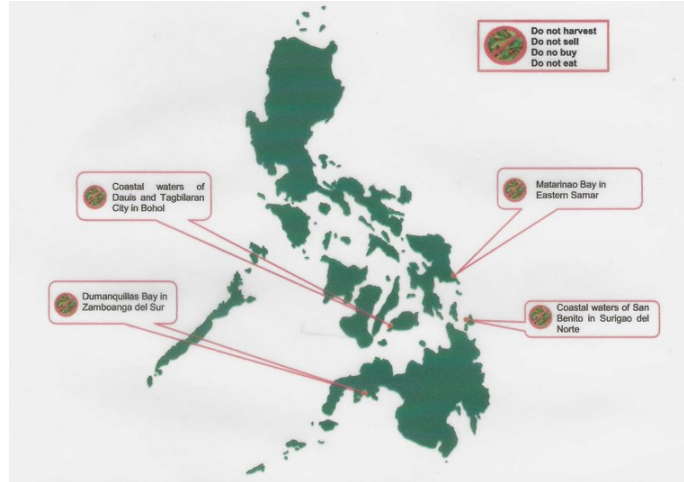 Do not harvest
Do not sell
Do no buy
Do not eat
Coastal waters of
Dauis and Tagbilaran
City in Bohol
Matarinao Bay in
Eastern Samar
Dumanquillas Bay in
Zamboanga del Sur
Coastal waters of San
Benito in Surigao del
Norte